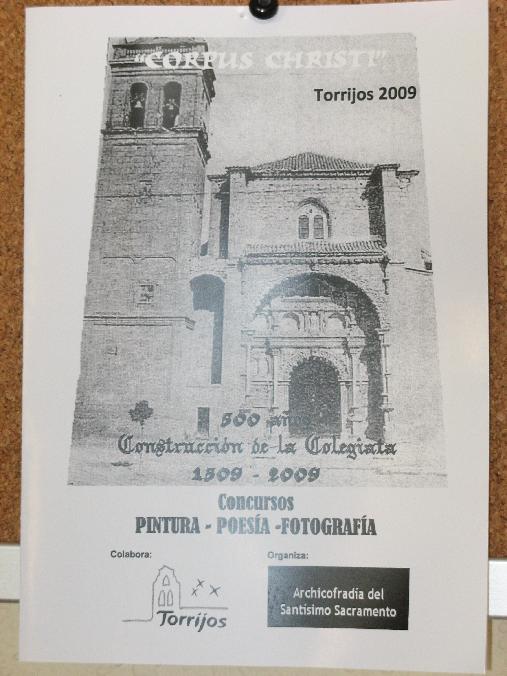 "CORPUS CHRISTI"
Torrijos 2009
500 años
Construcción de la Colegiata
1509 - 2009
Concursos
PINTURA - POESÍA -FOTOGRAFÍA
Colabora:
Organiza:
Torrijos
Archicofradía del
Santísimo Sacramento